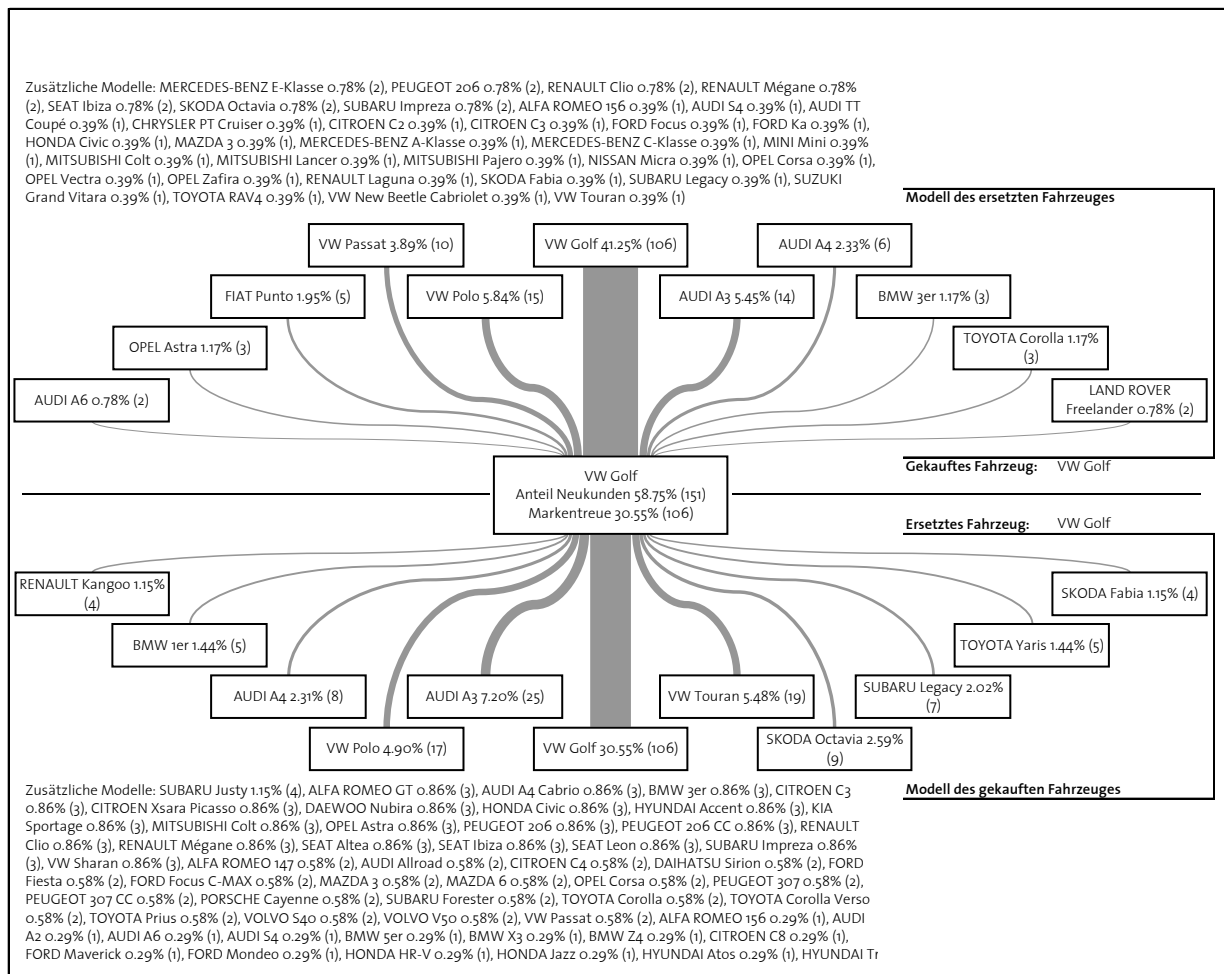 Zusätzliche Modelle: MERCEDES-BENZ E-Klasse 0.78% (2), PEUGEOT 206 0.78% (2), RENAULT Clio 0.78% (2), RENAULT Mégane 0.78%
(2), SEAT Ibiza 0.78% (2), SKODA Octavia 0.78% (2), SUBARU Impreza 0.78% (2), ALFA ROMEO 156 0.39% (1), AUDI S4 0.39% (1), AUDI TT
Coupé 0.39% (1), CHRYSLER PT Cruiser 0.39% (1), CITROEN C2 0.39% (1), CITROEN C3 0.39% (1), FORD Focus 0.39% (1), FORD Ka 0.39% (1),
HONDA Civic 0.39% (1), MAZDA 3 0.39% (1), MERCEDES-BENZ A-Klasse 0.39% (1), MERCEDES-BENZ C-Klasse 0.39% (1), MINI Mini 0.39%
(1), MITSUBISHI Colt 0.39% (1), MITSUBISHI Lancer 0.39% (1), MITSUBISHI Pajero 0.39% (1), NISSAN Micra 0.39% (1), OPEL Corsa 0.39% (1),
OPEL Vectra 0.39% (1), OPEL Zafira 0.39% (1), RENAULT Laguna 0.39% (1), SKODA Fabia 0.39% (1), SUBARU Legacy 0.39% (1), SUZUKI
Grand Vitara 0.39% (1), TOYOTA RAV4 0.39% (1), VW New Beetle Cabriolet 0.39% (1), VW Touran 0.39% (1)
Modell des ersetzten Fahrzeuges
VW Passat 3.89% (10)
VW Golf 41.25% (106)
AUDI A4 2.33% (6)
FIAT Punto 1.95% (5)
VW Polo 5.84% (15)
AUDI A3 5.45% (14)
BMW 3er 1.17% (3)
OPEL Astra 1.17% (3)
TOYOTA Corolla 1.17%
(3)
AUDI A6 0.78% (2)
LAND ROVER
Freelander 0.78% (2)
VW Golf
Anteil Neukunden 58.75% (151)
Markentreue 30.55% (106)
Gekauftes Fahrzeug: VW Golf
Ersetztes Fahrzeug: VW Golf
RENAULT Kangoo 1.15%
(4)
SKODA Fabia 1.15% (4)
BMW 1er 1.44% (5)
TOYOTA Yaris 1.44% (5)
AUDI A4 2.31% (8)
AUDI A3 7.20% (25)
VW Touran 5.48% (19)
SUBARU Legacy 2.02%
(7)
VW Polo 4.90% (17)
VW Golf 30.55% (106)
SKODA Octavia 2.59%
(9)
Modell des gekauften Fahrzeuges
Zusätzliche Modelle: SUBARU Justy 1.15% (4), ALFA ROMEO GT 0.86% (3), AUDI A4 Cabrio 0.86% (3), BMW 3er 0.86% (3), CITROEN C3
0.86% (3), CITROEN Xsara Picasso 0.86% (3), DAEWOO Nubira 0.86% (3), HONDA Civic 0.86% (3), HYUNDAI Accent 0.86% (3), KIA
Sportage 0.86% (3), MITSUBISHI Colt 0.86% (3), OPEL Astra 0.86% (3), PEUGEOT 206 0.86% (3), PEUGEOT 206 CC 0.86% (3), RENAULT
Clio 0.86% (3), RENAULT Mégane 0.86% (3), SEAT Altea 0.86% (3), SEAT Ibiza 0.86% (3), SEAT Leon 0.86% (3), SUBARU Impreza 0.86%
(3), VW Sharan 0.86% (3), ALFA ROMEO 147 0.58% (2), AUDI Allroad 0.58% (2), CITROEN C4 0.58% (2), DAIHATSU Sirion 0.58% (2), FORD
Fiesta 0.58% (2), FORD Focus C-MAX 0.58% (2), MAZDA 3 0.58% (2), MAZDA 6 0.58% (2), OPEL Corsa 0.58% (2), PEUGEOT 307 0.58% (2),
PEUGEOT 307 CC 0.58% (2), PORSCHE Cayenne 0.58% (2), SUBARU Forester 0.58% (2), TOYOTA Corolla 0.58% (2), TOYOTA Corolla Verso
0.58% (2), TOYOTA Prius 0.58% (2), VOLVO S40 0.58% (2), VOLVO V50 0.58% (2), VW Passat 0.58% (2), ALFA ROMEO 156 0.29% (1), AUDI
A2 0.29% (1), AUDI A6 0.29% (1), AUDI S4 0.29% (1), BMW 5er 0.29% (1), BMW X3 0.29% (1), BMW Z4 0.29% (1), CITROEN C8 0.29% (1),
FORD Maverick 0.29% (1), FORD Mondeo 0.29% (1), HONDA HR-V 0.29% (1), HONDA Jazz 0.29% (1), HYUNDAI Atos 0.29% (1), HYUNDAI